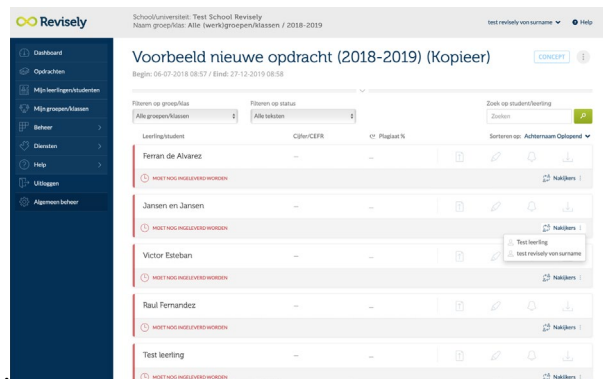 Revisely
School/universiteit: Test School Revisely
Naam groep/klas: Alle (werk)groepen/klassen / 2018-2019
test revisely von surname
Help
Dashboard
Opdrachten
Mijn leerlingen/studenten
Mijn groepen/klassen
Beheer
Diensten
Help
Uitloggen
Algemeen beheer
Voorbeeld nieuwe opdracht (2018-2019) (Kopieer)
CONCEPT
Begin: 06-07-2018 08:57 / Eind: 27-12-2019 08:58
Filteren op groep/klas
Filteren op status
Zoek op student/leerling
Alle groepen/klassen
Alle teksten
Zoeken
Leerling/student
Cijfer/CEFR
Plagiaat %
Sorteren op: Achternaam Oplopend
Ferran de Alvarez
MOET NOG INGELEVERD WORDEN
Nakijkers
Jansen en Jansen
MOET NOG INGELEVERD WORDEN
Nakijkers
Test leerling
test revisely von surname
Victor Esteban
MOET NOG INGELEVERD WORDEN
Nakijkers
Raul Fernandez
MOET NOG INGELEVERD WORDEN
Nakijkers
Test leerling
MOET NOG INGELEVERD WORDEN
Nakijkers